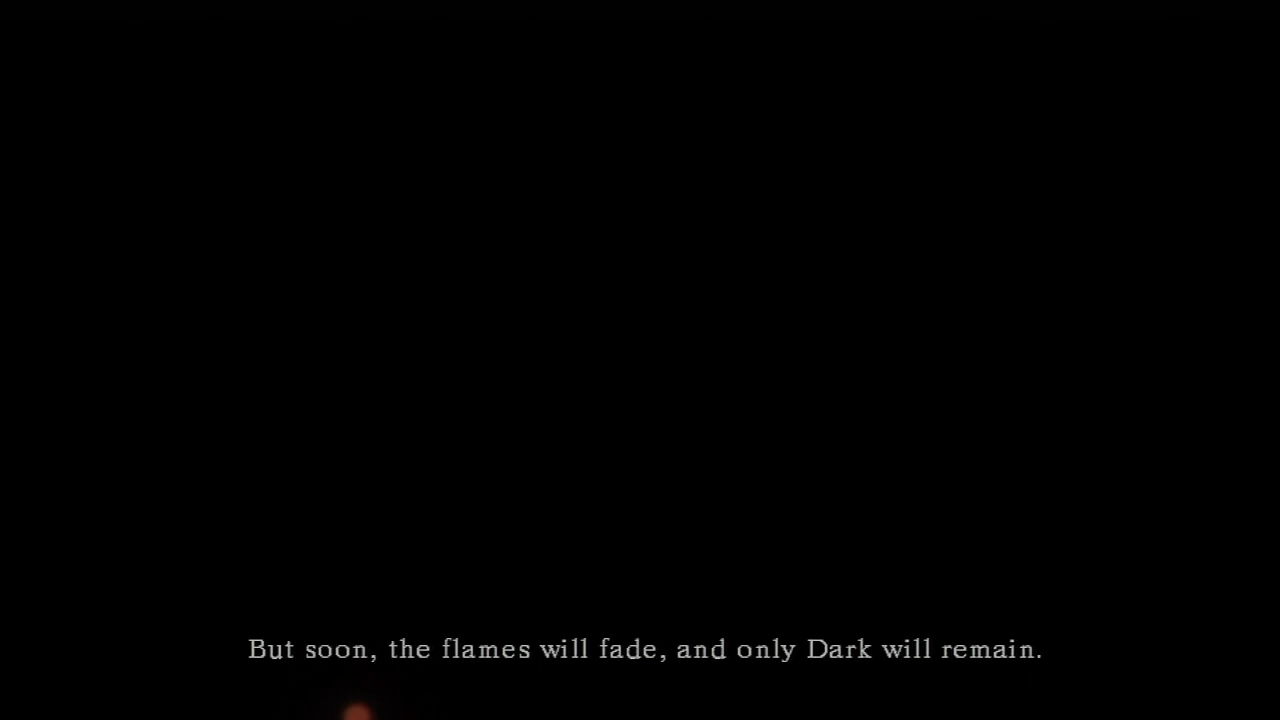 But soon, the flames will fade, and only Dark will remain.